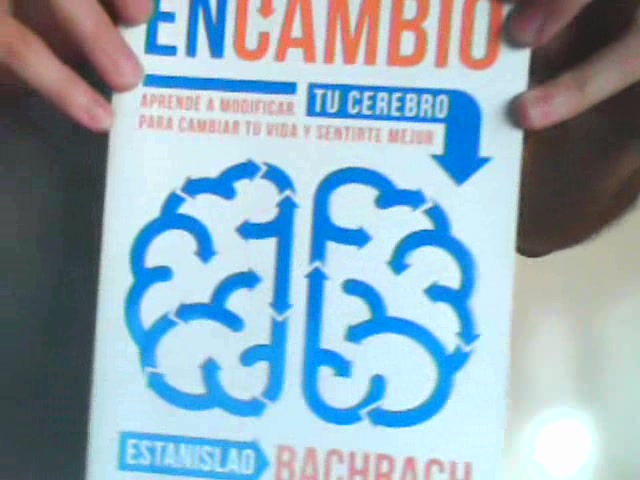 ENCAMBIO
APRENDE A MODIFICAR TU CEREBRO
PARA CAMBIAR TU VIDA Y SENTIRTE MEJOR
ESTANISLAO BACHRACH